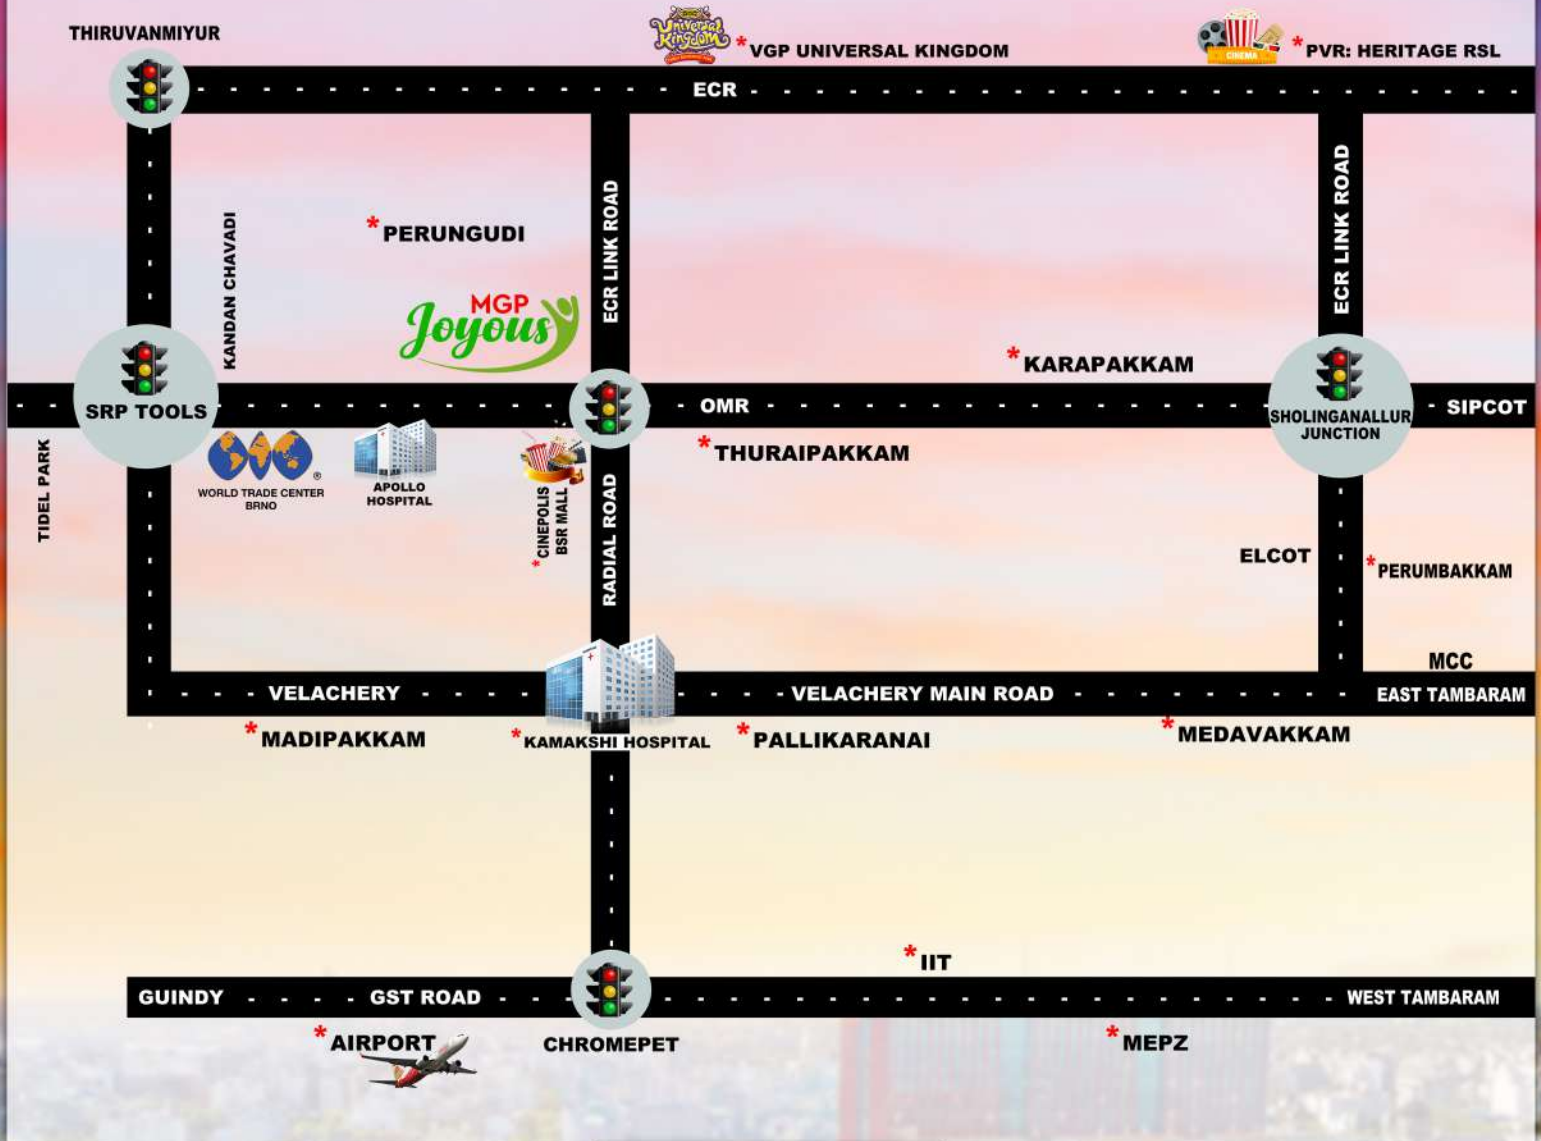 THIRUVANMIYUR
Universal
Kingdom
*VGP UNIVERSAL KINGDOM
CINEMA
*PVR: HERITAGE RSL
ECR
KANDAN CHAVADI
*PERUNGUDI
MGP
Joyous
ECR LINK ROAD
ECR LINK ROAD
*KARAPAKKAM
SRP TOOLS
OMR
SHOLINGANALLUR
JUNCTION
SIPCOT
TIDEL PARK
WORLD TRADE CENTER
BRNO
®
APOLLO
HOSPITAL
*CINEPOLIS
BSR MALL
RADIAL ROAD
*THURAIPAKKAM
ELCOT
*PERUMBAKKAM
MCC
VELACHERY
VELACHERY MAIN ROAD
EAST TAMBARAM
*MADIPAKKAM
*KAMAKSHI HOSPITAL
*PALLIKARANAI
*MEDAVAKKAM
*IIT
GUINDY
GST ROAD
WEST TAMBARAM
*AIRPORT
CHROMEPET
*MEPZ